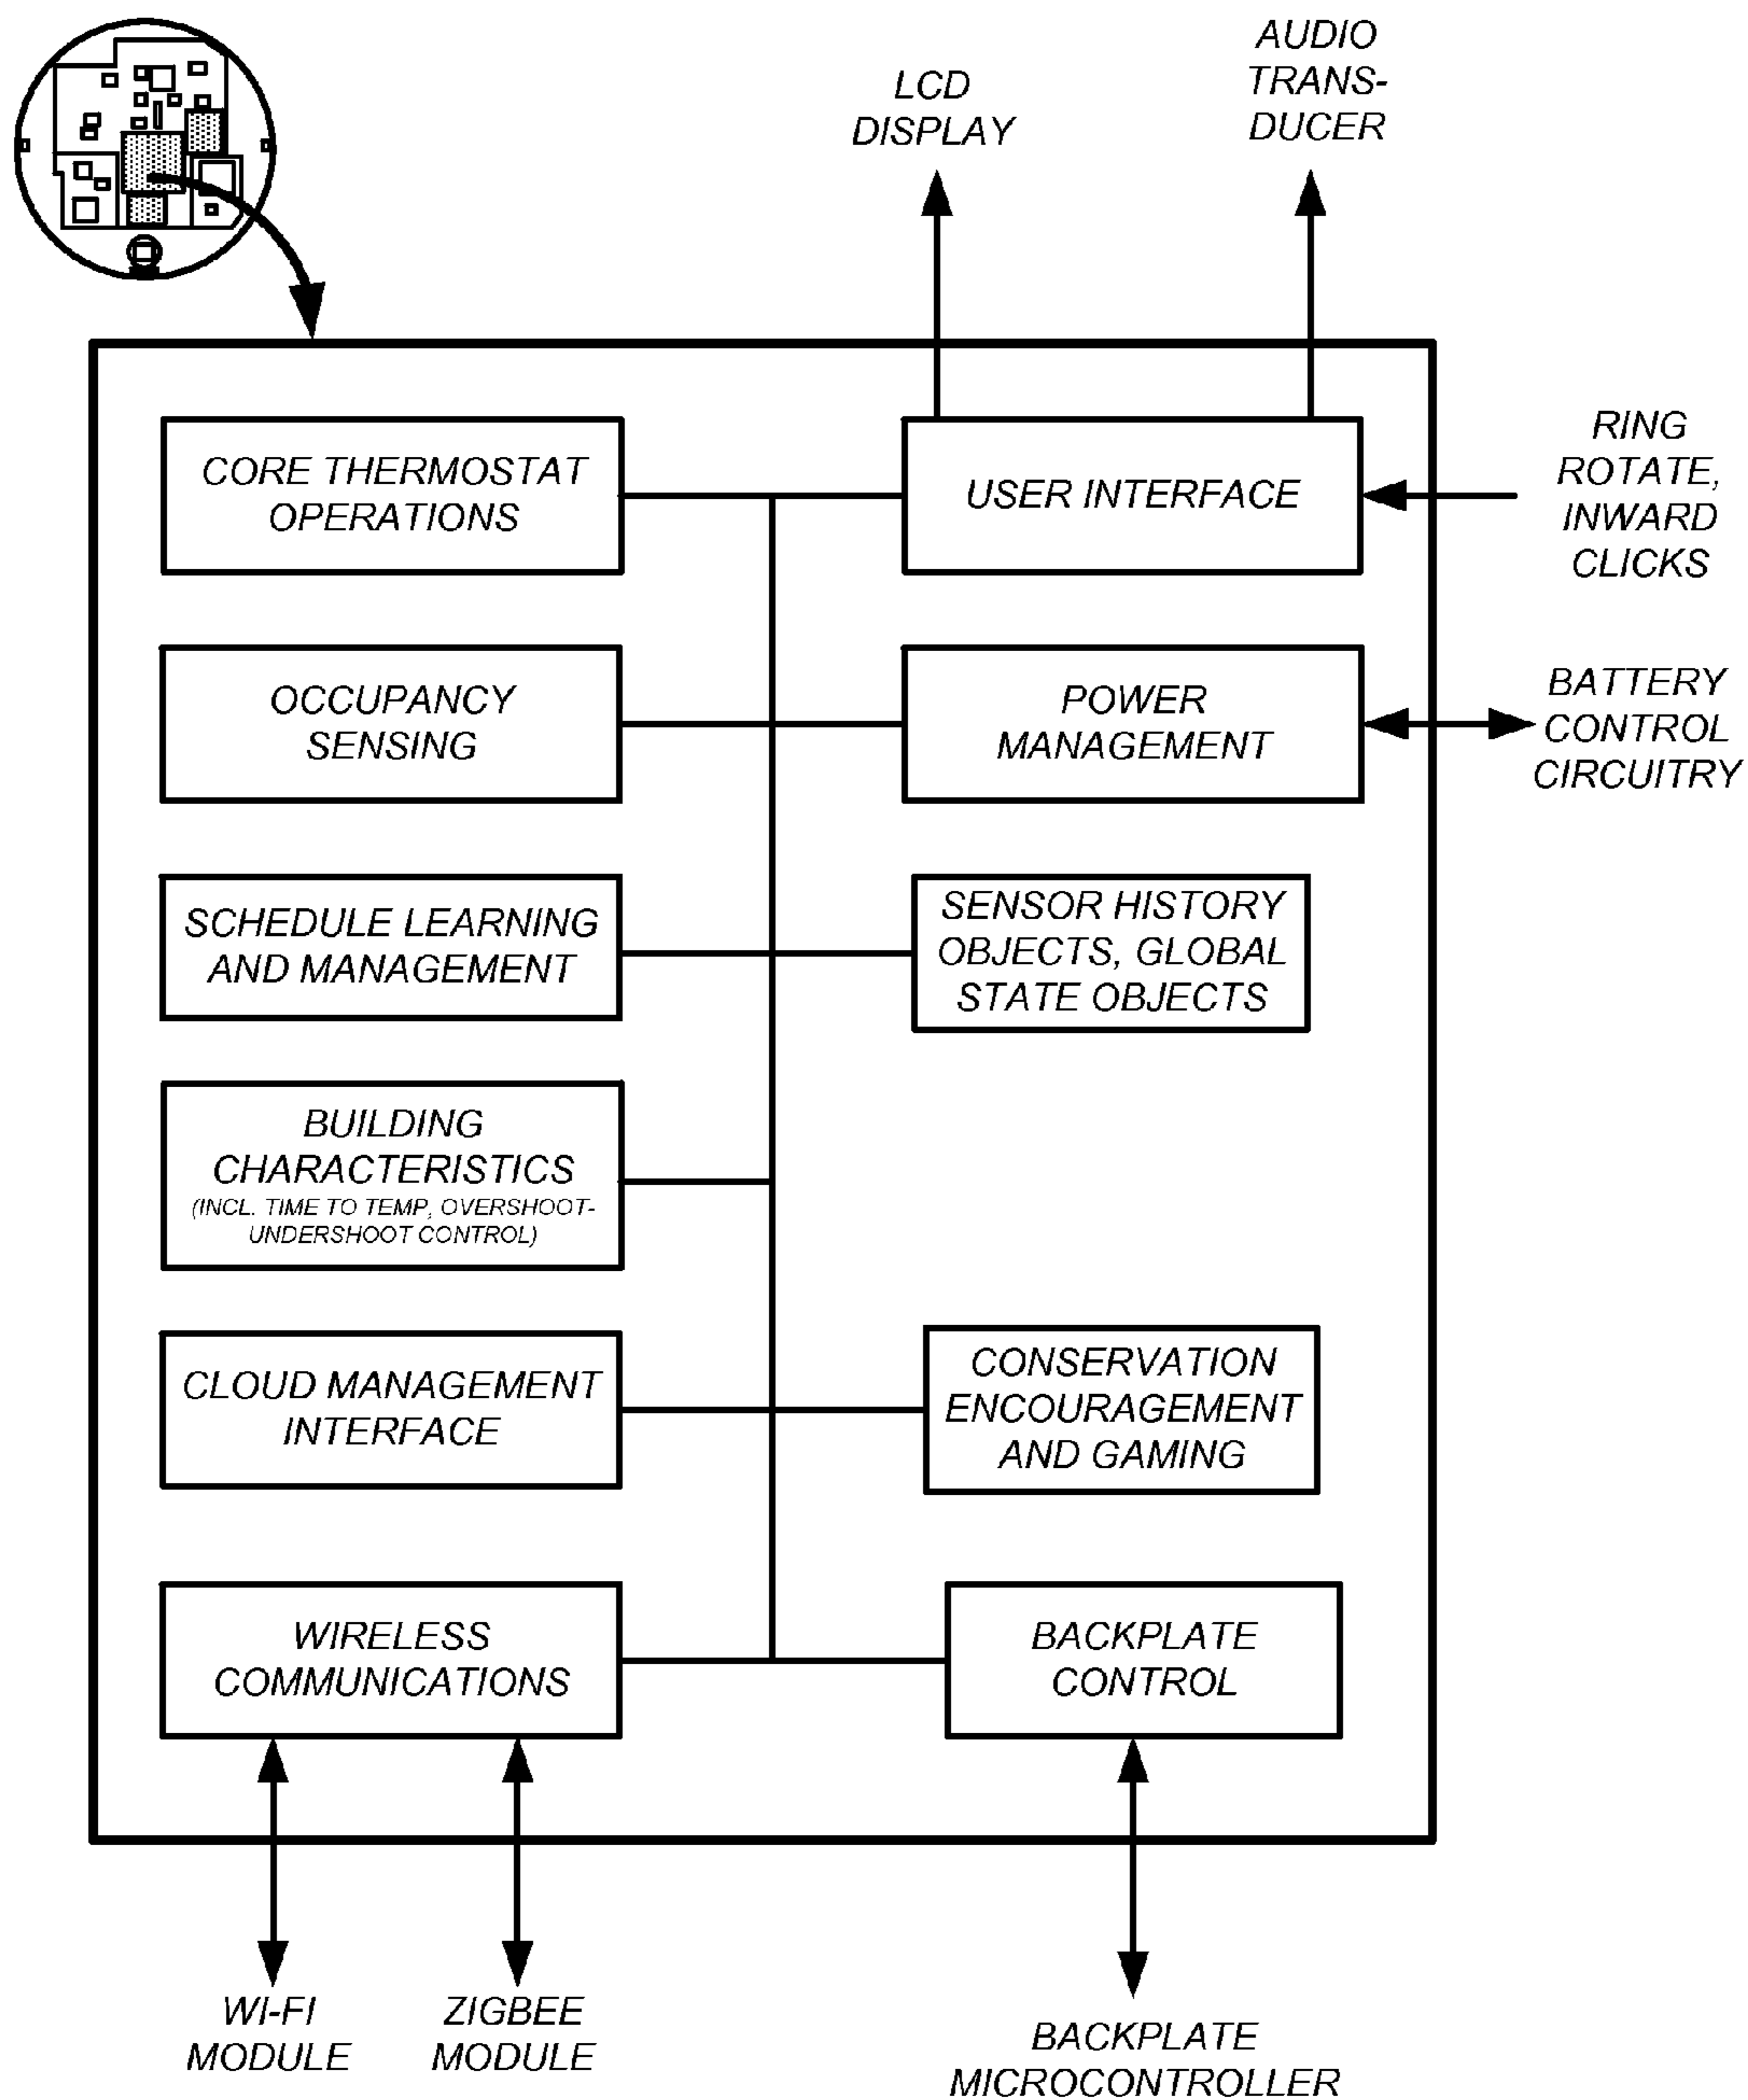 AUDIO
TRANS-
DUCER
LCD
DISPLAY
CORE THERMOSTAT
OPERATIONS
USER INTERFACE
RING
ROTATE,
INWARD
CLICKS
OCCUPANCY
SENSING
POWER
MANAGEMENT
BATTERY
CONTROL
CIRCUITRY
SCHEDULE LEARNING
AND MANAGEMENT
SENSOR HISTORY
OBJECTS, GLOBAL
STATE OBJECTS
BUILDING
CHARACTERISTICS
(INCL. TIME TO TEMP, OVERSHOOT-
UNDERSHOOT CONTROL)
CLOUD MANAGEMENT
INTERFACE
CONSERVATION
ENCOURAGEMENT
AND GAMING
WIRELESS
COMMUNICATIONS
BACKPLATE
CONTROL
WI-FI
MODULE
ZIGBEE
MODULE
BACKPLATE
MICROCONTROLLER